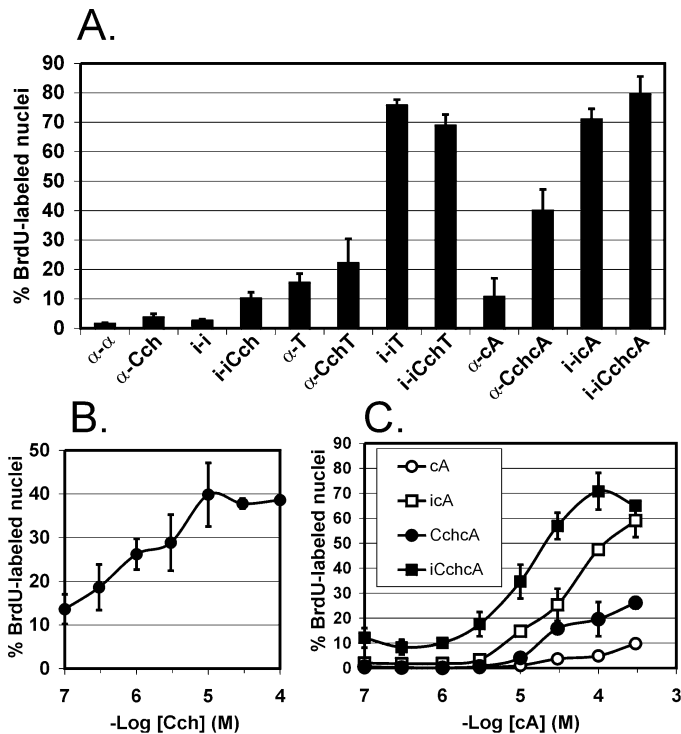 A.
% BrdU-labeled nuclei
90
80
70
60
50
40
30
20
10
0
α-α
α-Cch
i-i
i-iCch
α-T
α-CchT
i-iT
i-iCchT
α-cA
α-CchcA
i-icA
i-iCchcA
B.
% BrdU-labeled nuclei
50
40
30
20
10
0
7 6 5 4
-Log [Cch] (M)
C.
% BrdU-labeled nuclei
90
80
70
60
50
40
30
20
10
0
cA
icA
CchcA
iCchcA
7 6 5 4 3
-Log [cA] (M)